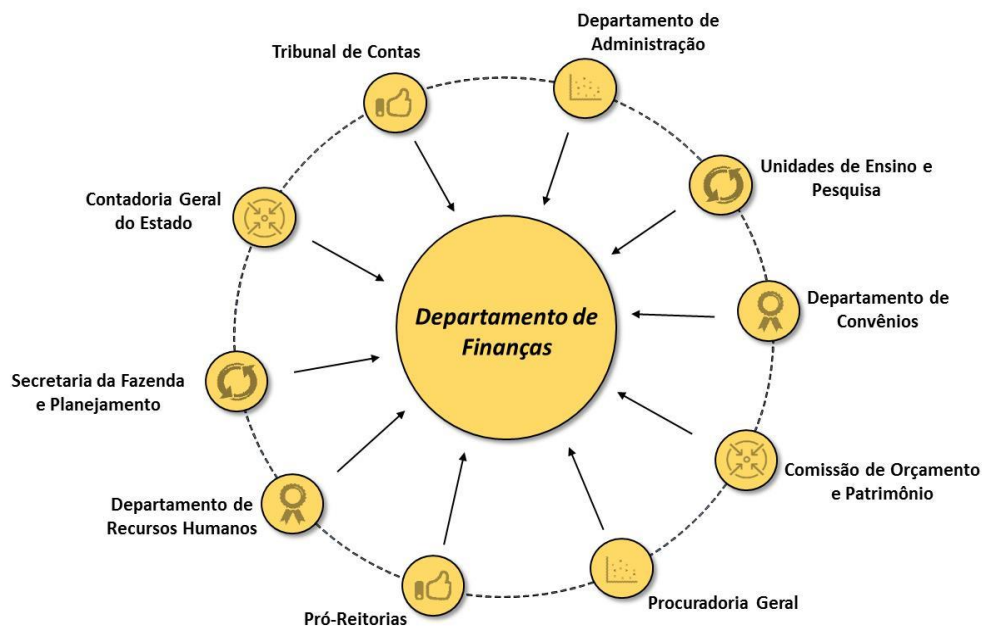 Departamento de
Administração
Tribunal de Contas
Unidades de Ensino e
Pesquisa
Contadoria Geral
do Estado
Departamento de
Convênios
Departamento de
Finanças
Secretaria da Fazenda
e Planejamento
Comissão de Orçamento
e Patrimônio
Departamento de
Recursos Humanos
Procuradoria Geral
Pró-Reitorias